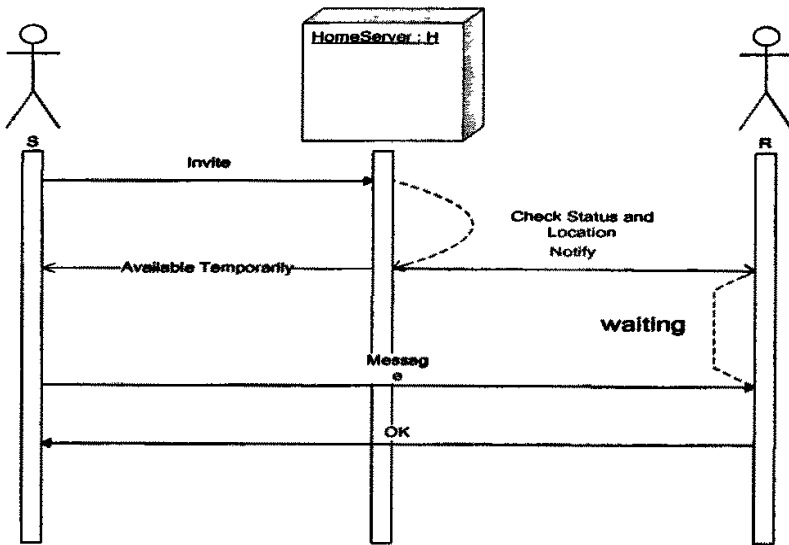 HomeServer : H
S
R
Invite
Check Status and
Location
Notify
Available Temporarily
waiting
Messag
e
OK